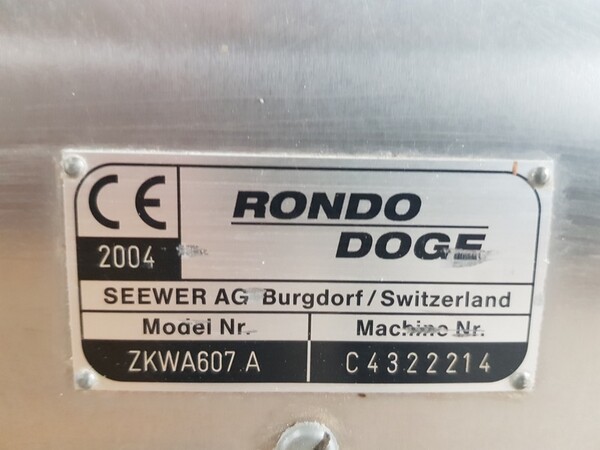 CE
2004
RONDO
DOGE
SEEWER AG Burgdorf/Switzerland
Model Nr. Machine Nr.
ZKWA607.A C4322214